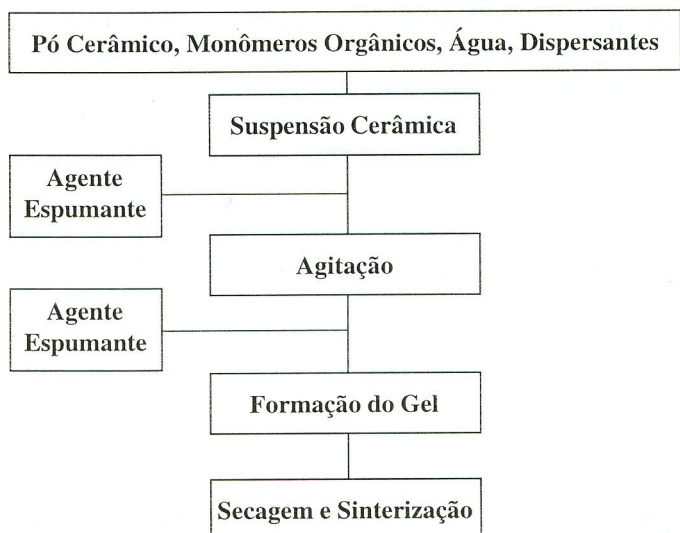 Pó Cerâmico, Monômeros Orgânicos, Água, Dispersantes
Suspensão Cerâmica
Agente
Espumante
Agitação
Agente
Espumante
Formação do Gel
Secagem e Sinterização